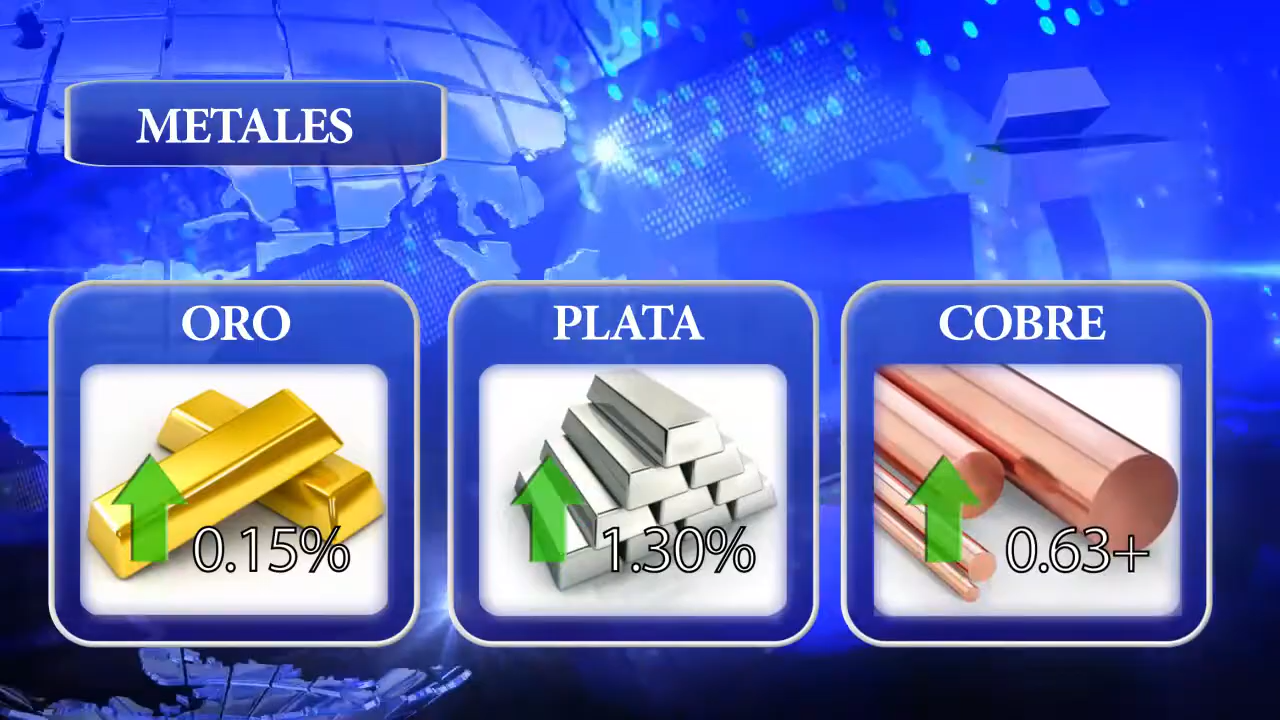 METALES
ORO
PLATA
COBRE
0.15%
1.30%
0.63+